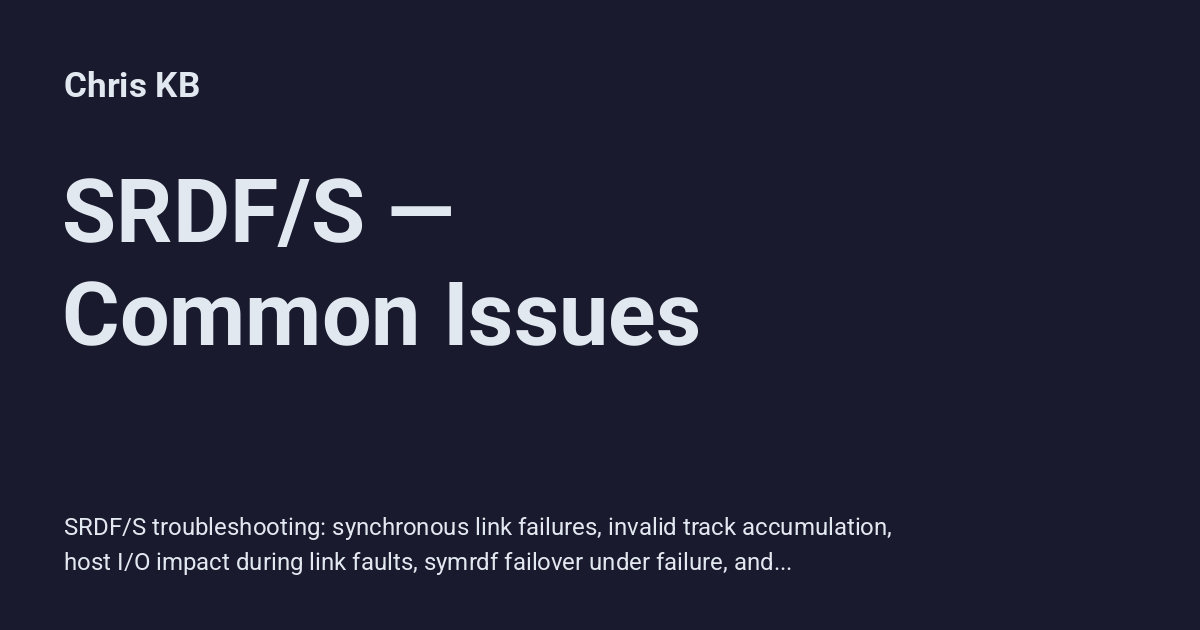 Chris KB
SRDF/S —
Common Issues
SRDF/S troubleshooting: synchronous link failures, invalid track accumulation,
host I/O impact during link faults, symrdf failover under failure, and...